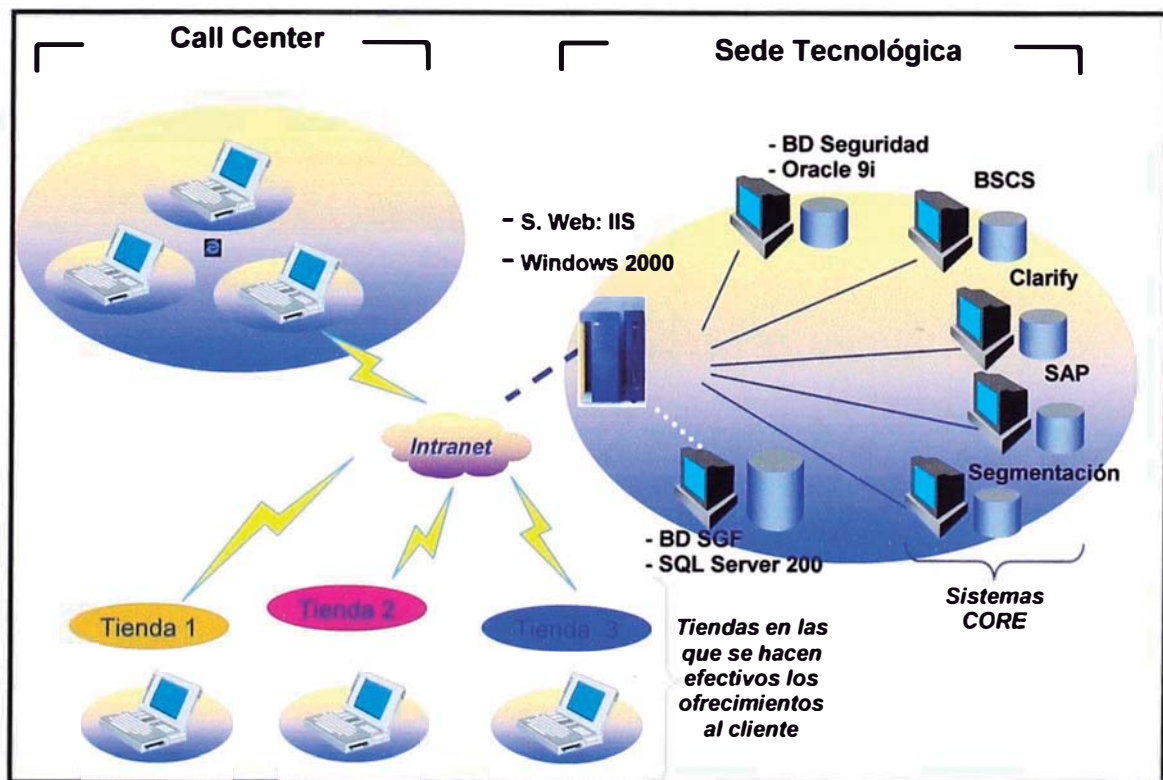 Call Center
Sede Tecnológica
- BD Seguridad
- Oracle 9i
BSCS
- S. Web: IIS
- Windows 2000
Clarify
SAP
Intranet
Segmentación
- BD SGF
- SQL Server 200
Sistemas
CORE
Tienda 1
Tienda 2
Tienda 3
Tiendas en las
que se hacen
efectivos los
ofrecimientos
al cliente